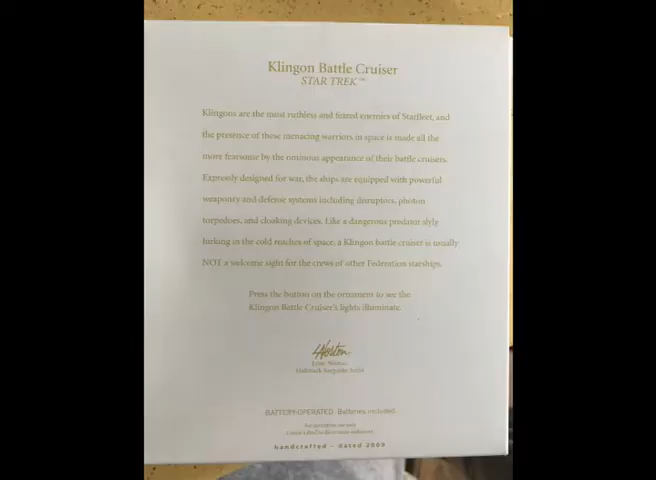 Klingon Battle Cruiser
STAR TREK™
Klingons are the most ruthless and feared enemies of Starfleet, and
the presence of these menacing warriors in space is made all the
more fearsome by the ominous appearance of their battle cruisers.
Expressly designed for war, the ships are equipped with powerful
weaponry and defense systems including disruptors, photon
torpedoes, and cloaking devices. Like a dangerous predator slyly
lurking in the cold reaches of space, a Klingon battle cruiser is usually
NOT a welcome sight for the crews of other Federation starships.
Press the button on the ornament to see the
Klingon Battle Cruiser's lights illuminate.
Norton
Lynn Norton
Hallmark Keepsake Artist
BATTERY-OPERATED Batteries included.
handcrafted - dated 2009